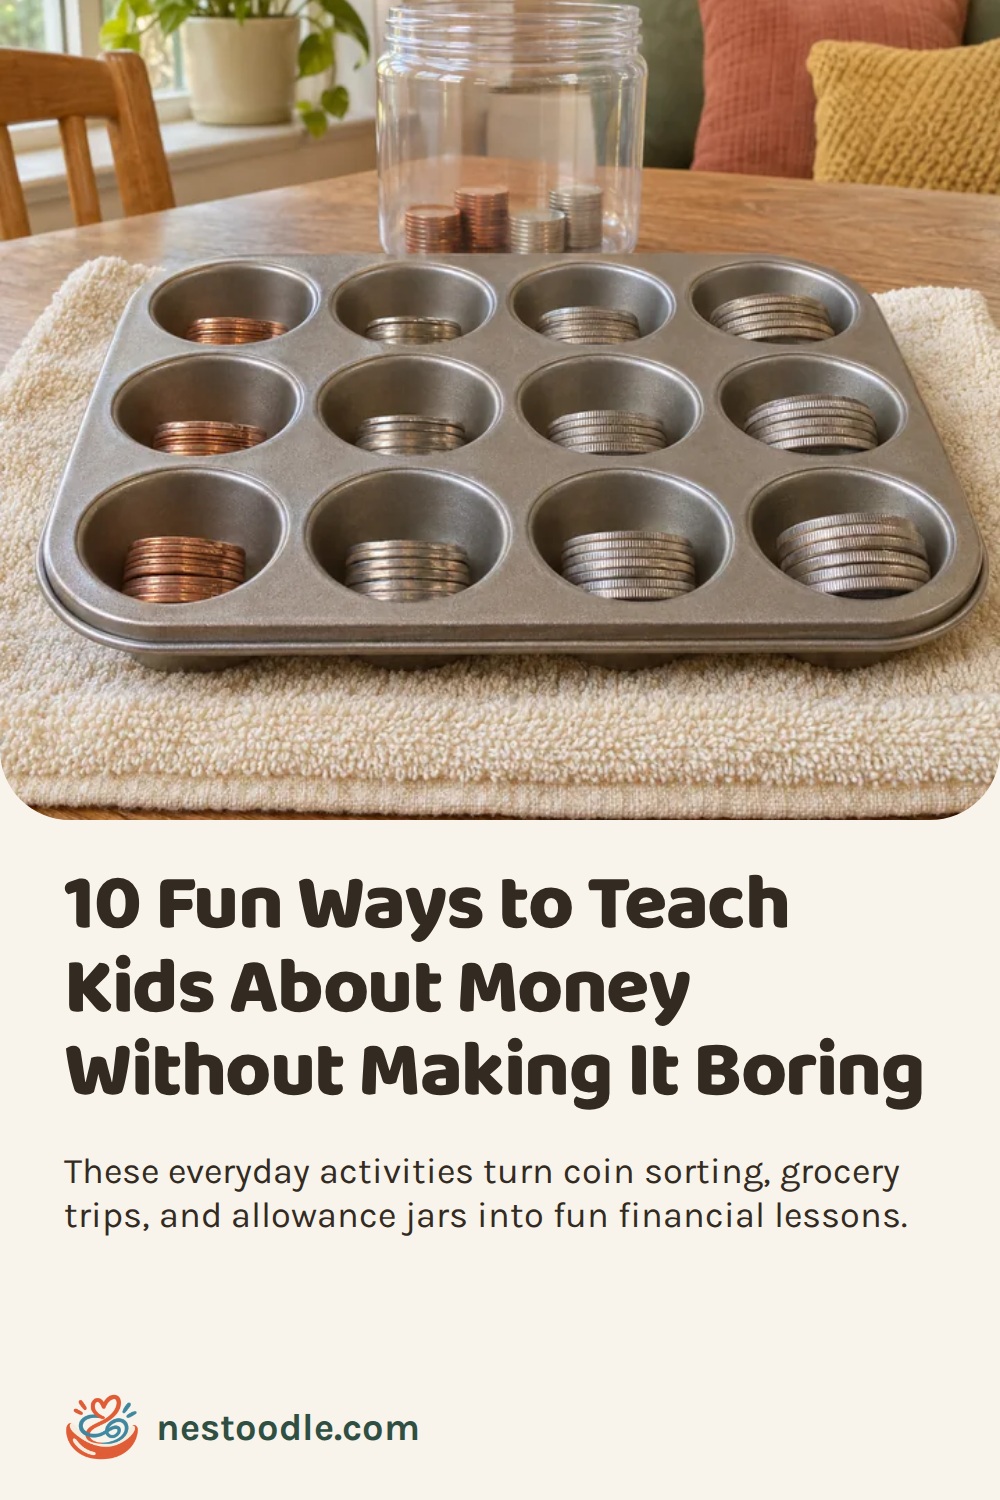 10 Fun Ways to Teach
Kids About Money
Without Making It Boring
These everyday activities turn coin sorting, grocery
trips, and allowance jars into fun financial lessons.
nestoodle.com